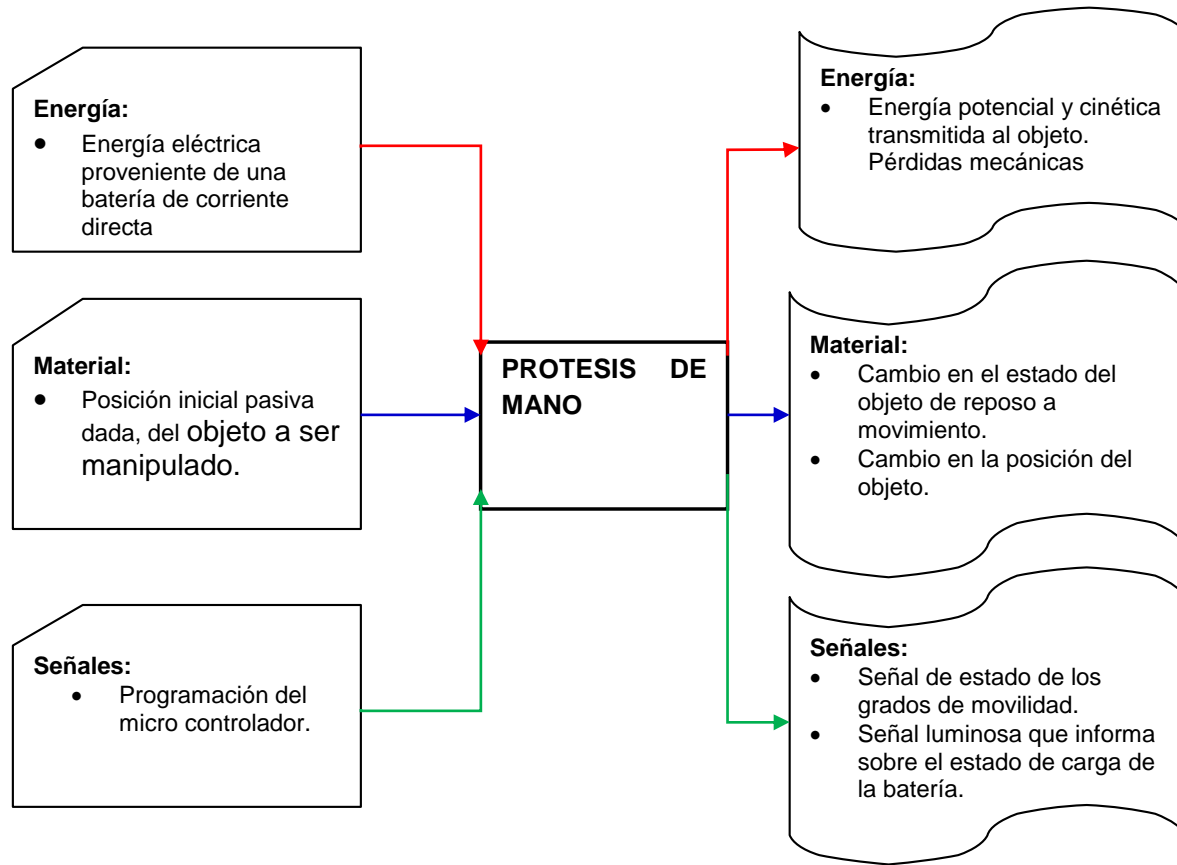 Energía:
• Energía eléctrica
proveniente de una
batería de corriente
directa
Material:
• Posición inicial pasiva
dada, del objeto a ser
manipulado.
Señales:
• Programación del
micro controlador.
PROTESIS DE
MANO
Energía:
• Energía potencial y cinética
transmitida al objeto.
Pérdidas mecánicas
Material:
• Cambio en el estado del
objeto de reposo a
movimiento.
• Cambio en la posición del
objeto.
Señales:
• Señal de estado de los
grados de movilidad.
• Señal luminosa que informa
sobre el estado de carga de
la batería.